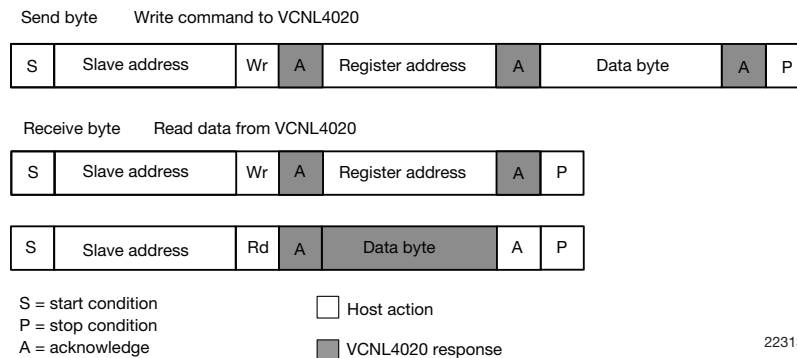 Send byte Write command to VCNL4020
S Slave address Wr A Register address A Data byte A P
Receive byte Read data from VCNL4020
S Slave address Wr A Register address A P
S Slave address Rd A Data byte A P
S = start condition
P = stop condition
A = acknowledge
Host action
VCNL4020 response